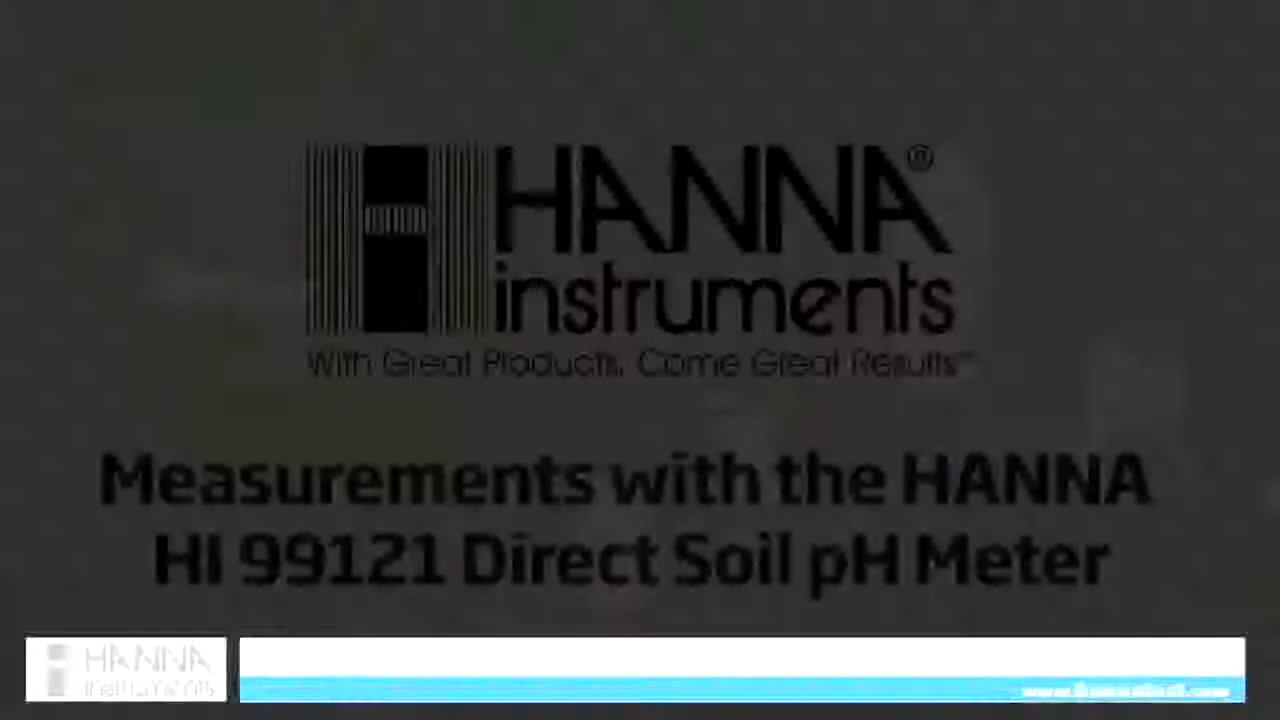 HANNA®
instruments
With Great Products, Come Great Results™
Measurements with the HANNA
HI 99121 Direct Soil pH Meter
HANNA
instruments